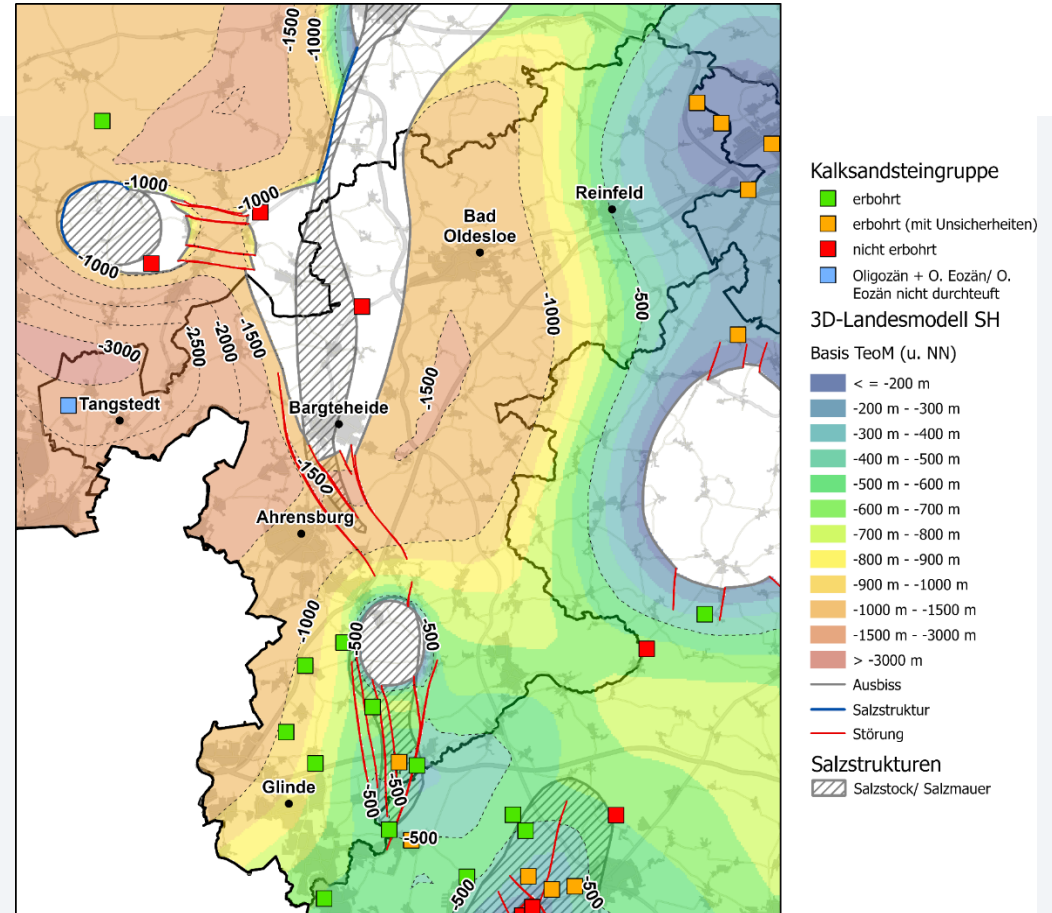 -1500
-1000
-1000
-1000
-1000
Reinfeld
Bad
Oldesloe
-500
-1000
-1500
-2000
-2500
-3000
-1500
Tangstedt
Bargteheide
-1500
Ahrensburg
-1000
-500
-500
Glinde
-500
-500
-500
-500
-500
Kalksandsteingruppe
erbohrt
erbohrt (mit Unsicherheiten)
nicht erbohrt
Oligozän + O. Eozän/ O.
Eozän nicht durchteuft
3D-Landesmodell SH
Basis TeoM (u. NN)
< = -200 m
-200 m - -300 m
-300 m - -400 m
-400 m - -500 m
-500 m - -600 m
-600 m - -700 m
-700 m - -800 m
-800 m - -900 m
-900 m - -1000 m
-1000 m - -1500 m
-1500 m - -3000 m
> -3000 m
Ausbiss
Salzstruktur
Störung
Salzstrukturen
Salzstock/ Salzmauer